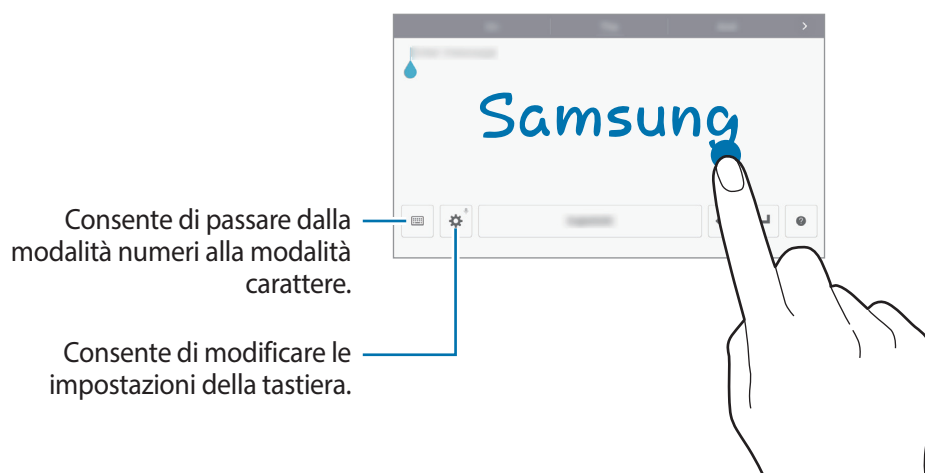 Samsung
Consente di passare dalla
modalità numeri alla modalità
carattere.
Consente di modificare le
impostazioni della tastiera.